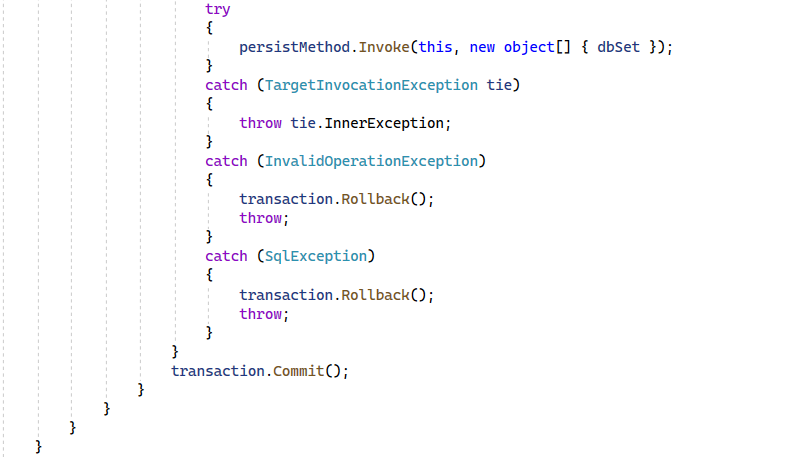 try
{
persistMethod.Invoke(this, new object[] { dbSet });
}
catch (TargetInvocationException tie)
{
throw tie.InnerException;
}
catch (InvalidOperationException)
{
transaction.Rollback();
throw;
}
catch (SqlException)
{
transaction.Rollback();
throw;
}
}
transaction.Commit();
}
}
}
}